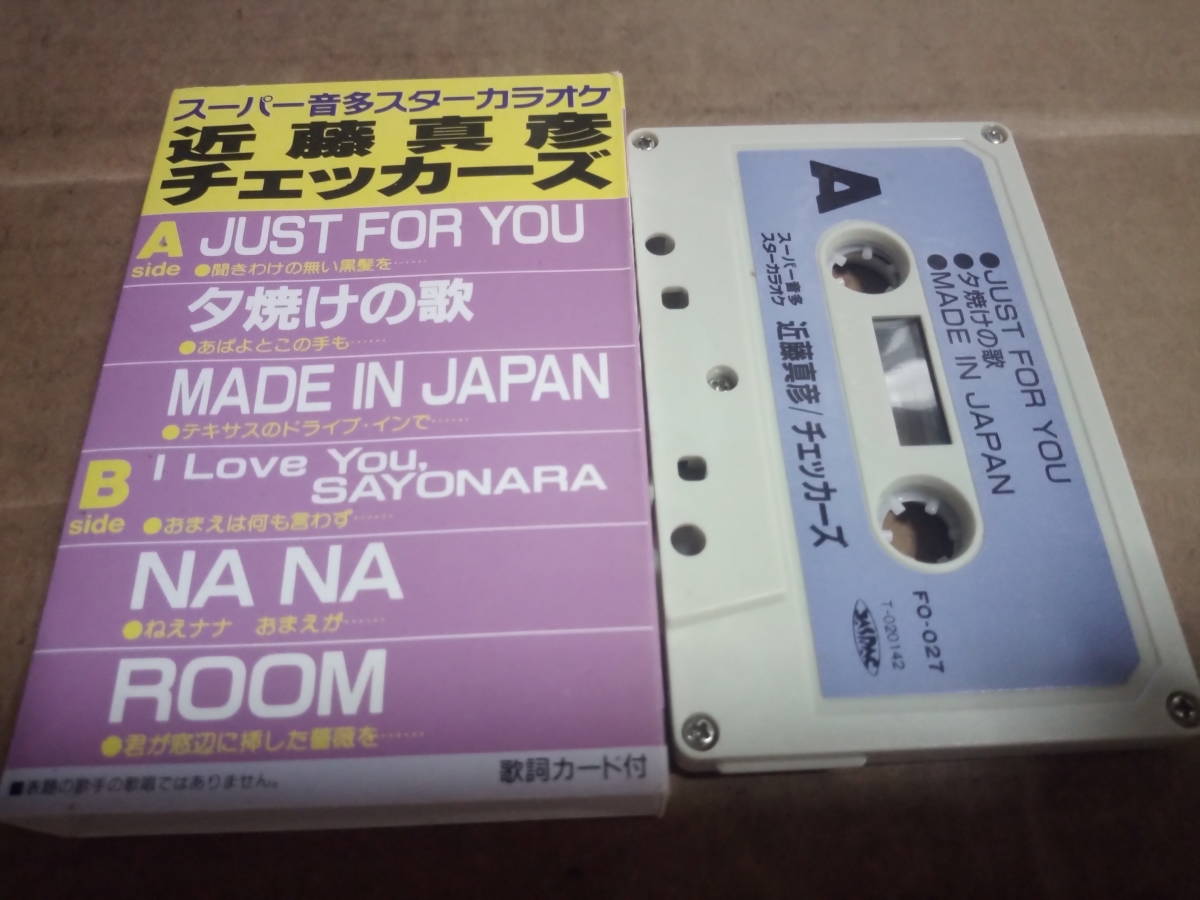 スーパー音多スターカラオケ
近藤真彦
チェッカーズ
A side
JUST FOR YOU
●聞きわけの無い黒髪を……
夕焼けの歌
●あばよとこの手も……
MADE IN JAPAN
●テキサスのドライブ・インで……
B side
I Love You,
SAYONARA
●おまえは何も言わず……
NA NA
●ねえナナ おまえが……
ROOM
●君が窓辺に挿した薔薇を……
■表題の歌手の歌唱ではありません。
歌詞カード付
A
スーパー音多
スターカラオケ
近藤真彦/チェッカーズ
●JUST FOR YOU
●夕焼けの歌
●MADE IN JAPAN
FO-027
T-020142